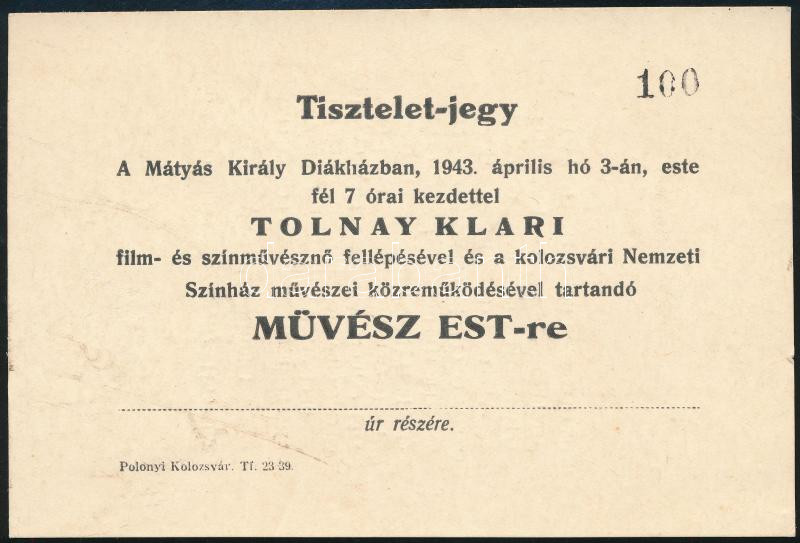 100
Tisztelet-jegy
A Mátyás Király Diákházban, 1943. április hó 3-án, este
fél 7 órai kezdettel
TOLNAY KLARI
film- és színművésznő fellépésével és a kolozsvári Nemzeti
Színház művészei közreműködésével tartandó
MÜVÉSZ EST-re
úr részére.
Polonyi Kolozsvár. Tf. 23-39.